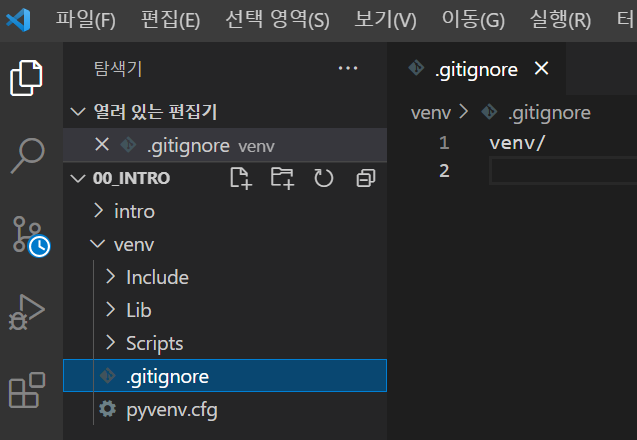 파일(F) 편집(E) 선택 영역(S) 보기(V) 이동(G) 실행(R) 터
탐색기 ···
.gitignore
열려 있는 편집기
.gitignore venv
00_INTRO
intro
venv
Include
Lib
Scripts
.gitignore
pyvenv.cfg
venv > .gitignore
1 venv/
2